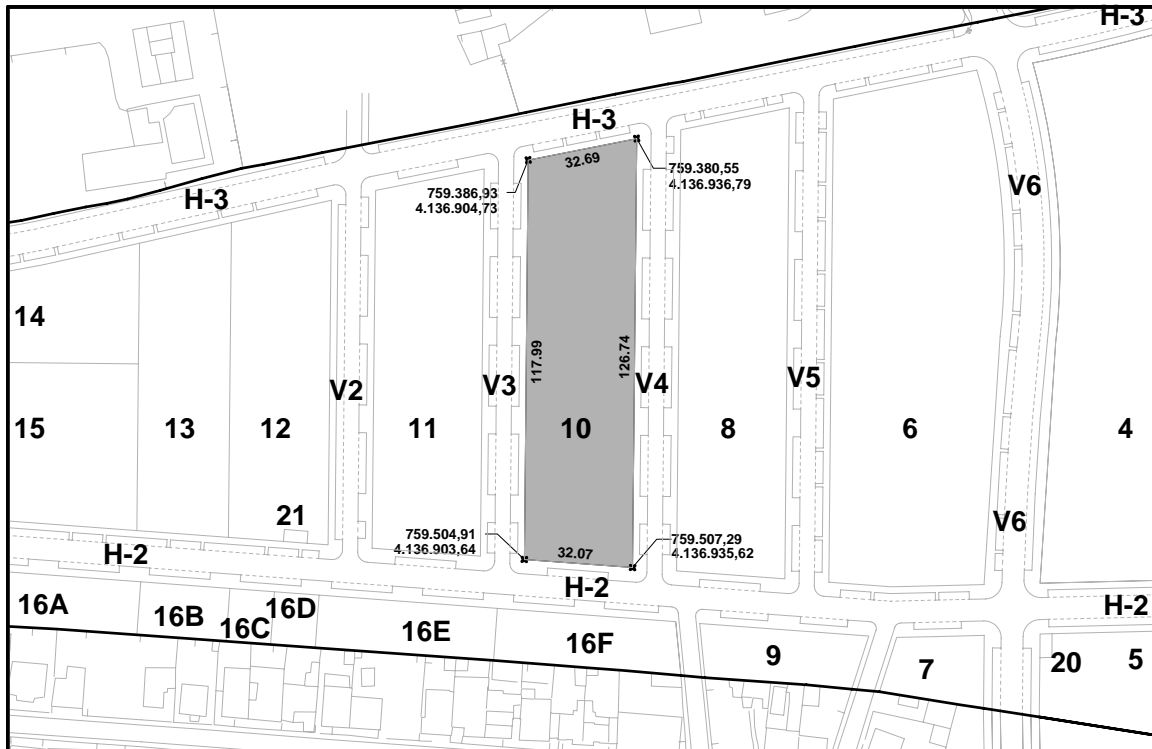 H-3
H-3
32.69
759.380,55
4.136.936,79
759.386,93
4.136.904,73
H-3
V6
14
117.99
126.74
V2
V3
V4
V5
15
13
12
11
10
8
6
4
21
759.504,91
4.136.903,64
32.07
759.507,29
4.136.935,62
V6
H-2
H-2
H-2
16A
16B
16C
16D
16E
16F
9
7
20
5